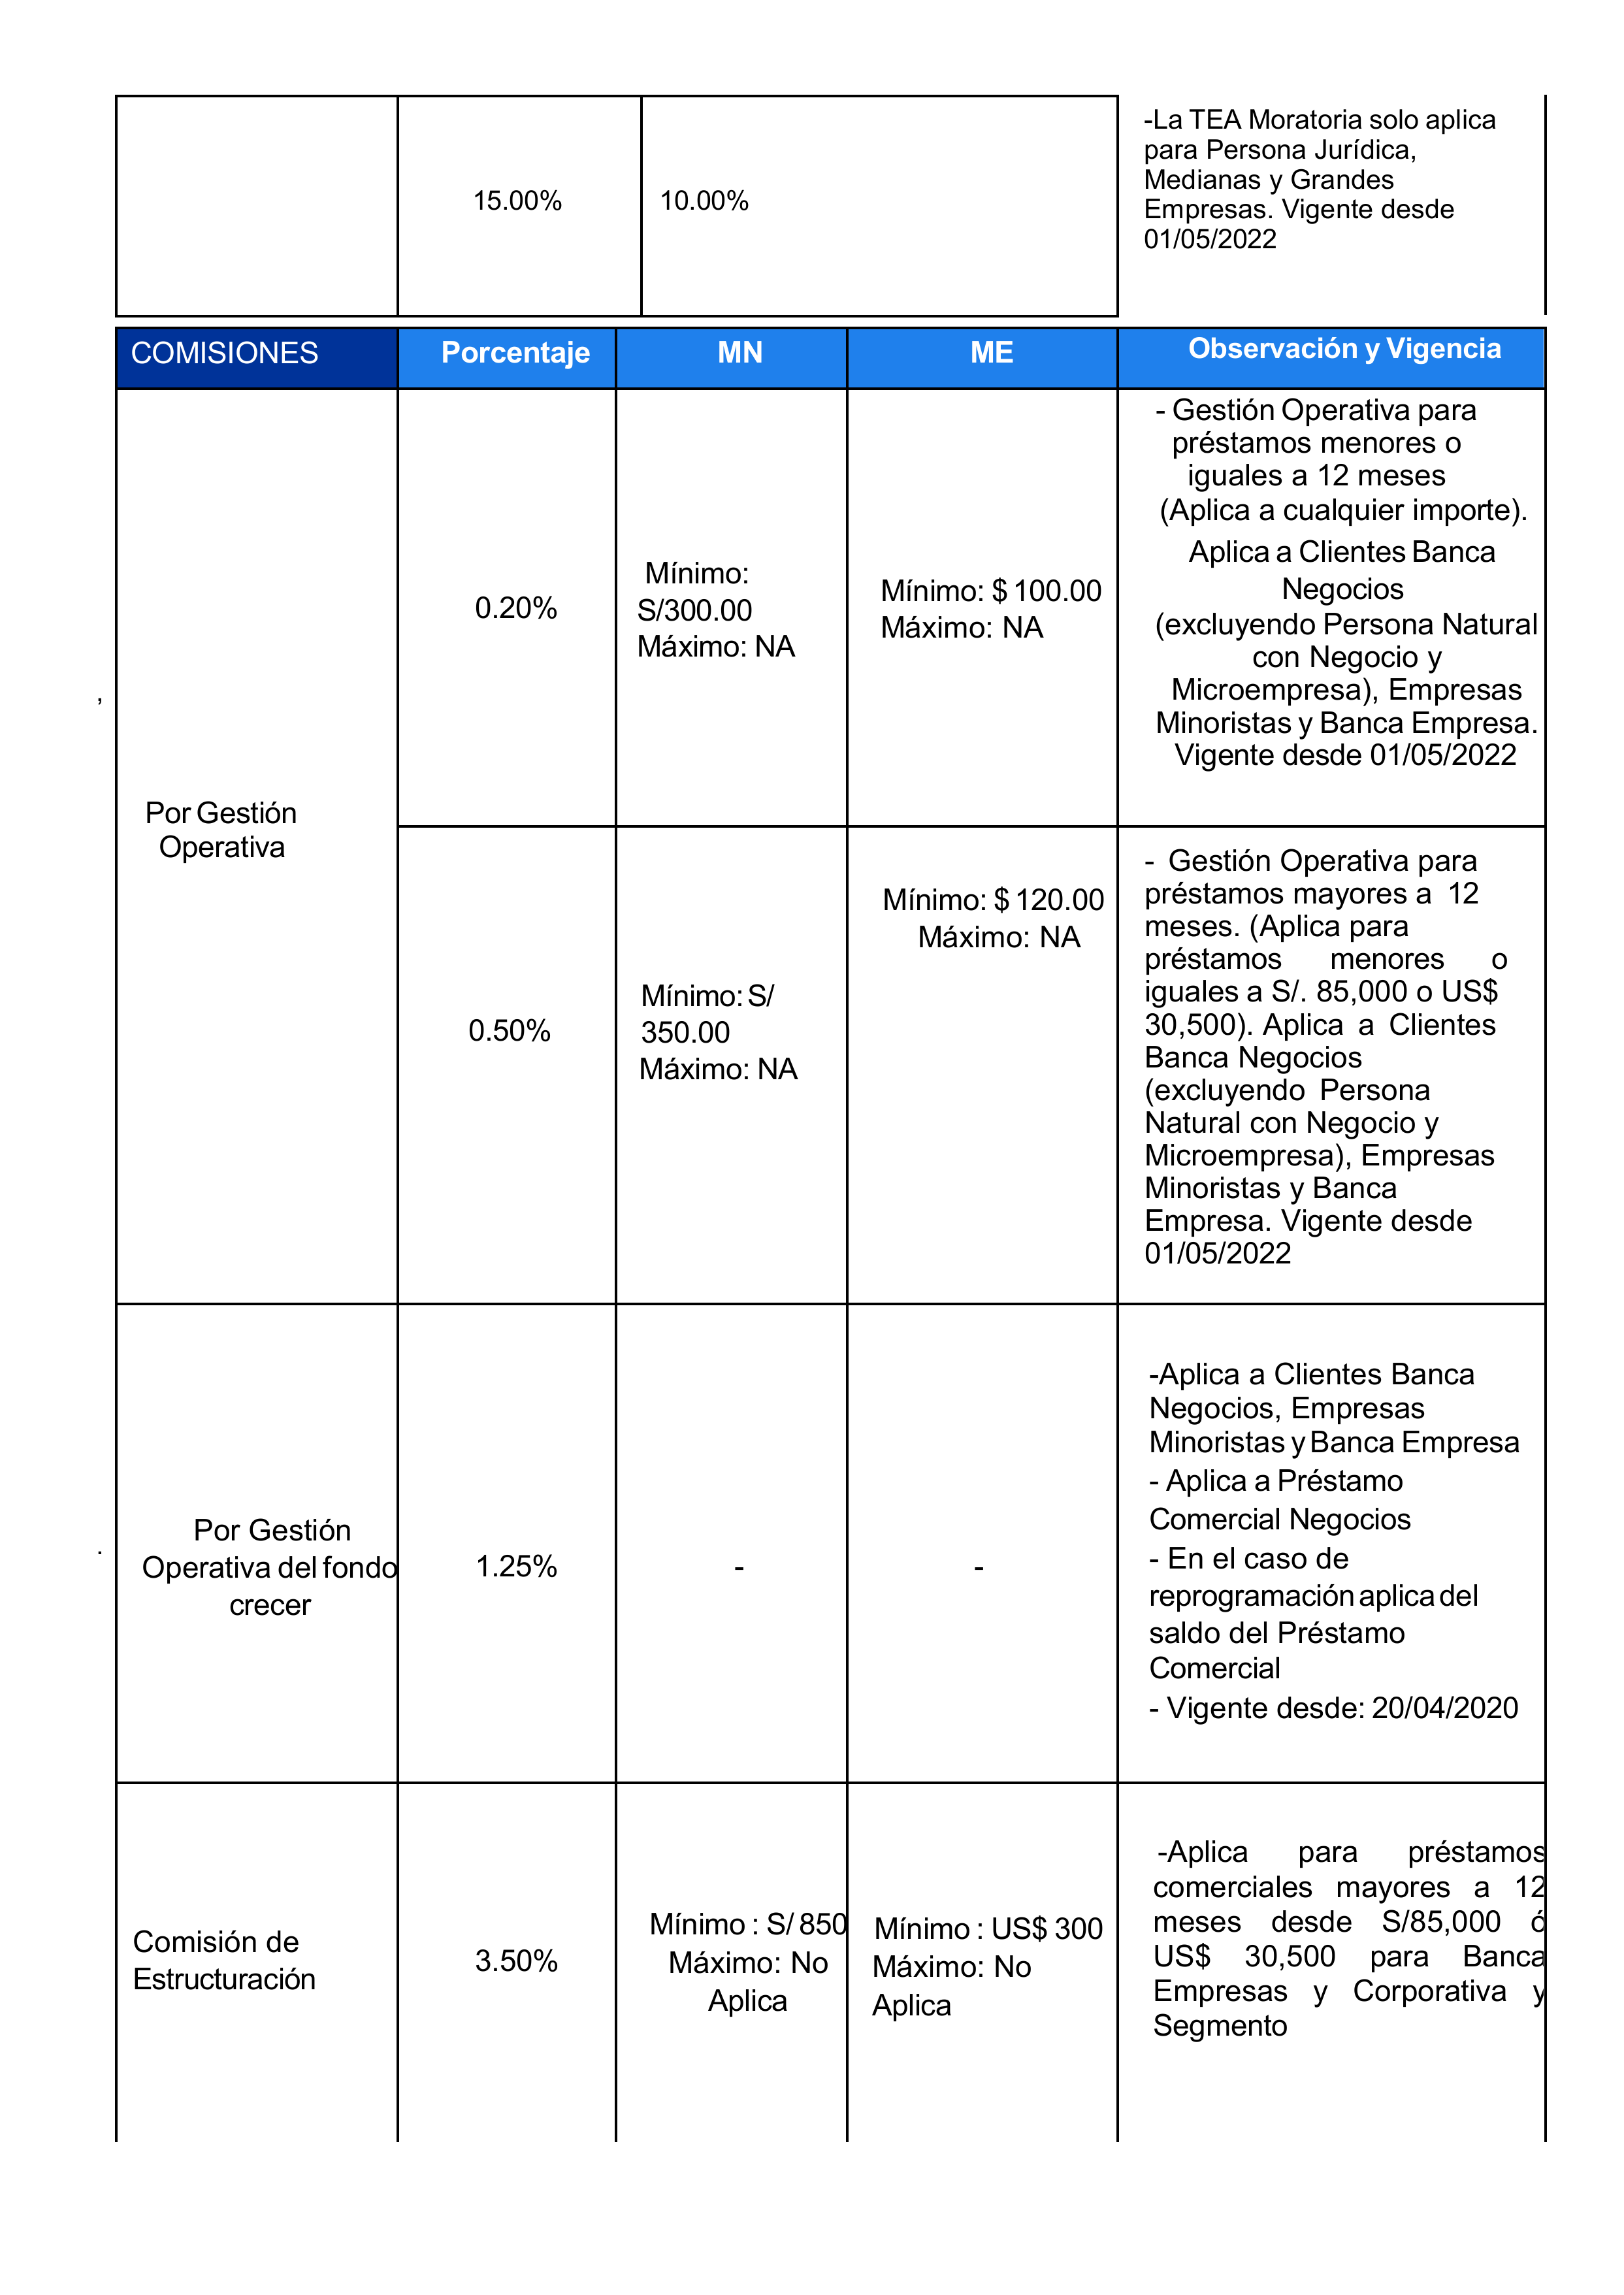 15.00%
10.00%
-La TEA Moratoria solo aplica
para Persona Jurídica,
Medianas y Grandes
Empresas. Vigente desde
01/05/2022
COMISIONES
Porcentaje
MN
ME
Observación y Vigencia
Por Gestión
Operativa
0.20%
Mínimo:
S/300.00
Máximo: NA
Mínimo: $ 100.00
Máximo: NA
- Gestión Operativa para
préstamos menores o
iguales a 12 meses
(Aplica a cualquier importe).
Aplica a Clientes Banca
Negocios
(excluyendo Persona Natural
con Negocio y
Microempresa), Empresas
Minoristas y Banca Empresa.
Vigente desde 01/05/2022
,
0.50%
Mínimo: S/
350.00
Máximo: NA
Mínimo: $ 120.00
Máximo: NA
- Gestión Operativa para
préstamos mayores a 12
meses. (Aplica para
préstamos menores o
iguales a S/. 85,000 o US$
30,500). Aplica a Clientes
Banca Negocios
(excluyendo Persona
Natural con Negocio y
Microempresa), Empresas
Minoristas y Banca
Empresa. Vigente desde
01/05/2022
.
Por Gestión
Operativa del fondo
crecer
1.25%
-
-
-Aplica a Clientes Banca
Negocios, Empresas
Minoristas y Banca Empresa
- Aplica a Préstamo
Comercial Negocios
- En el caso de
reprogramación aplica del
saldo del Préstamo
Comercial
- Vigente desde: 20/04/2020
Comisión de
Estructuración
3.50%
Mínimo : S/ 850
Máximo: No
Aplica
Mínimo : US$ 300
Máximo: No
Aplica
-Aplica para préstamos
comerciales mayores a 12
meses desde S/85,000 ó
US$ 30,500 para Banca
Empresas y Corporativa y
Segmento